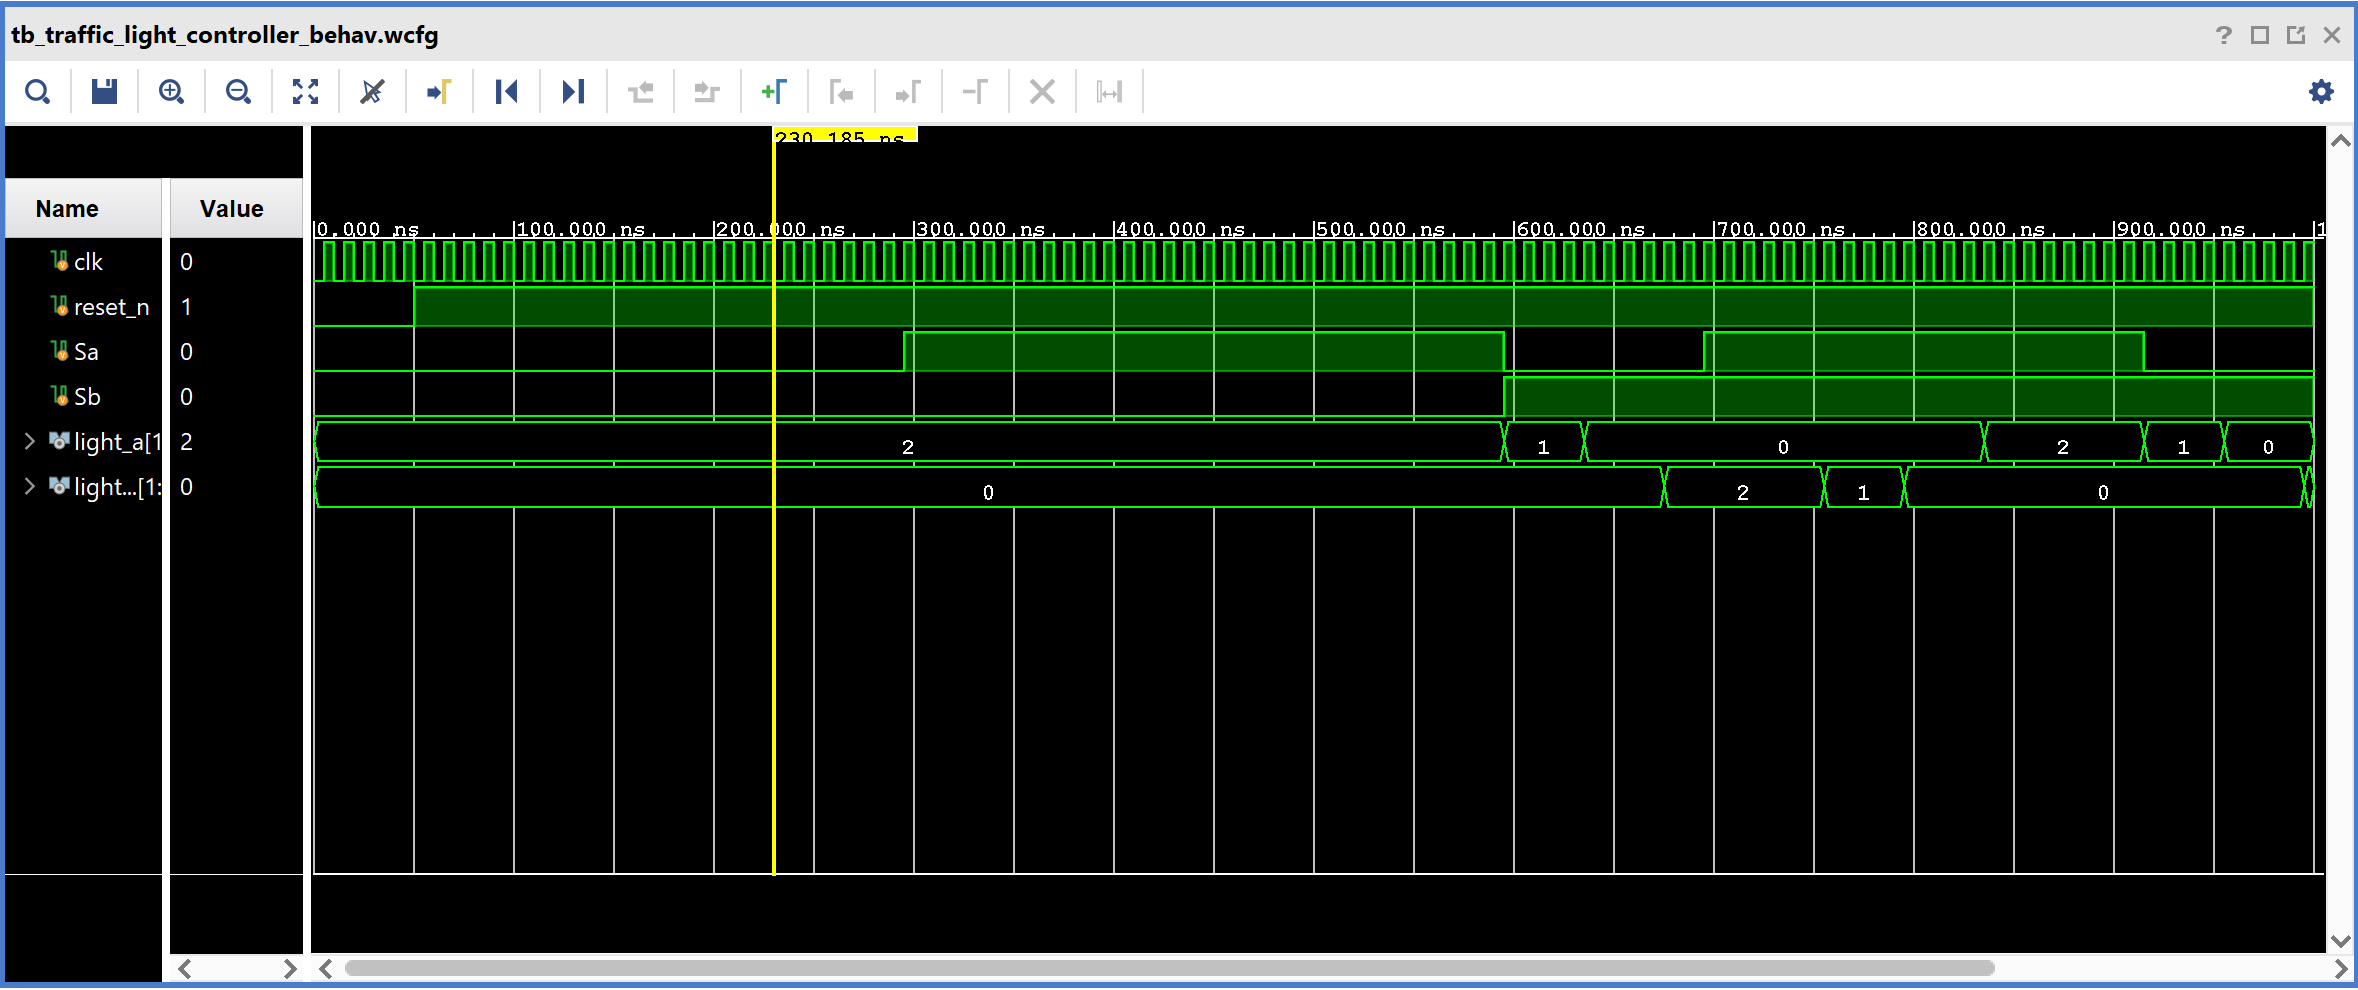 tb_traffic_light_controller_behav.wcfg
230.185 ns
Name Value
0.000 ns 100.000 ns 200.000 ns 300.000 ns 400.000 ns 500.000 ns 600.000 ns 700.000 ns 800.000 ns 900.000 ns 1
clk 0
reset_n 1
Sa 0
Sb 0
light_a[1 2 2 1 0 2 1 0
light...[1: 0 0 2 1 0